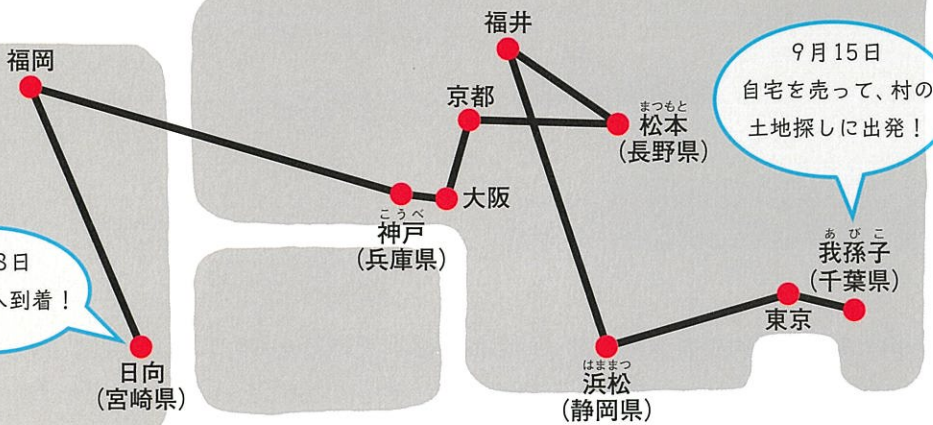 福岡
福井
京都
まつもと
松本
(長野県)
9月15日
自宅を売って、村の
土地探しに出発！
大阪
こうべ
神戸
(兵庫県)
あびこ
我孫子
(千葉県)
8日
へ到着！
東京
日向
(宮崎県)
はままつ
浜松
(静岡県)